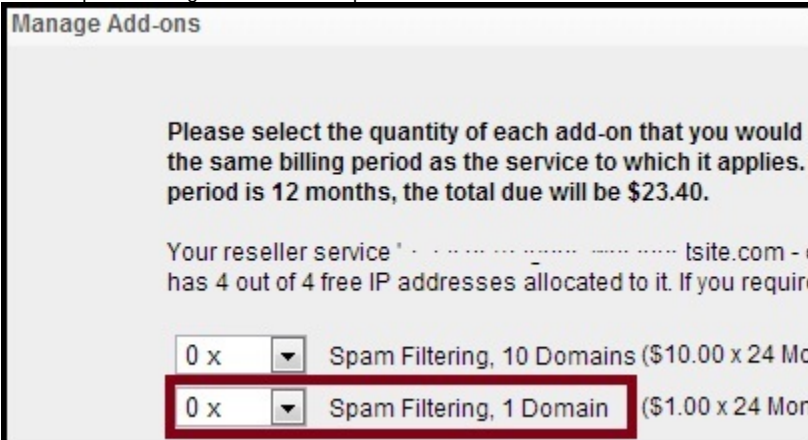 Manage Add-ons
Please select the quantity of each add-on that you would
the same billing period as the service to which it applies.
period is 12 months, the total due will be $23.40.
Your reseller service ' tsite.com -
has 4 out of 4 free IP addresses allocated to it. If you
0 x Spam Filtering, 10 Domains ($10.00 x 24
0 x Spam Filtering, 1 Domain ($1.00 x 24